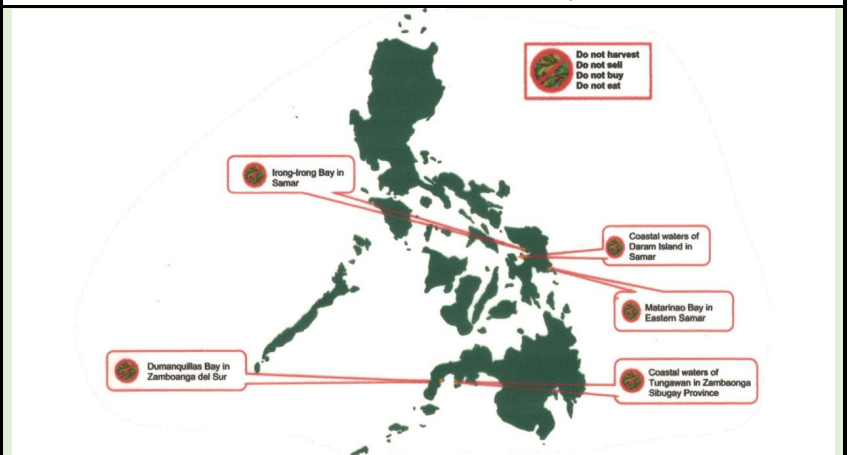 Do not harvest
Do not sell
Do not buy
Do not eat
Irong-Irong Bay in
Samar
Coastal waters of
Daram Island in
Samar
Matarinao Bay in
Eastern Samar
Dumanquillas Bay in
Zamboanga del Sur
Coastal waters of
Tungawan in Zambaonga
Sibugay Province